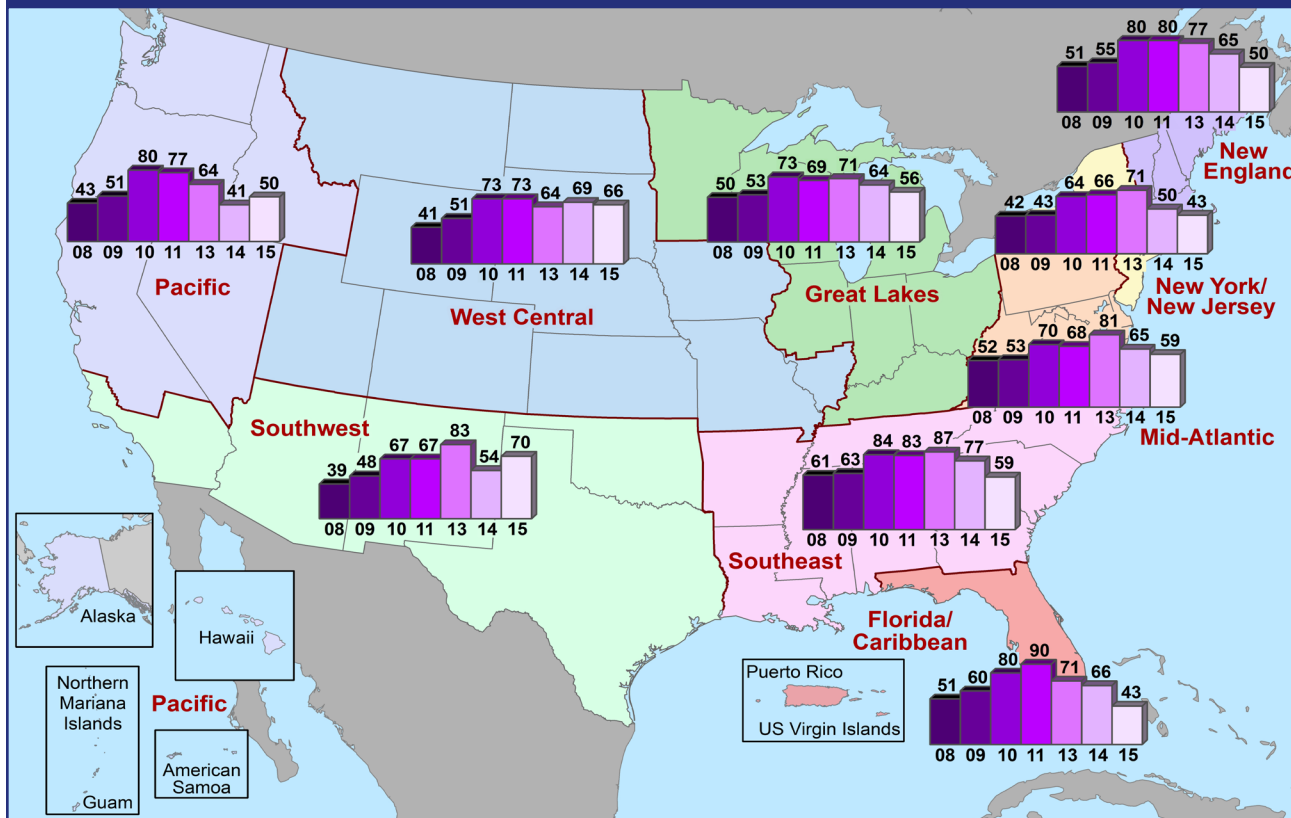 51 55 80 80 77 65 50
08 09 10 11 13 14 15
New
England
43 51 80 77 64 41 50
08 09 10 11 13 14 15
Pacific
41 51 73 73 64 69 66
08 09 10 11 13 14 15
West Central
50 53 73 69 71 64 56
08 09 10 11 13 14 15
Great Lakes
42 43 64 66 71 50 43
08 09 10 11 13 14 15
New York/
New Jersey
52 53 70 68 81 65 59
08 09 10 11 13 14 15
Mid-Atlantic
Southwest
39 48 67 67 83 54 70
08 09 10 11 13 14 15
61 63 84 83 87 77 59
08 09 10 11 13 14 15
Southeast
Florida/
Caribbean
51 60 80 90 71 66 43
08 09 10 11 13 14 15
Alaska
Hawaii
Northern
Mariana
Islands
Guam
Pacific
American
Samoa
Puerto Rico
US Virgin Islands